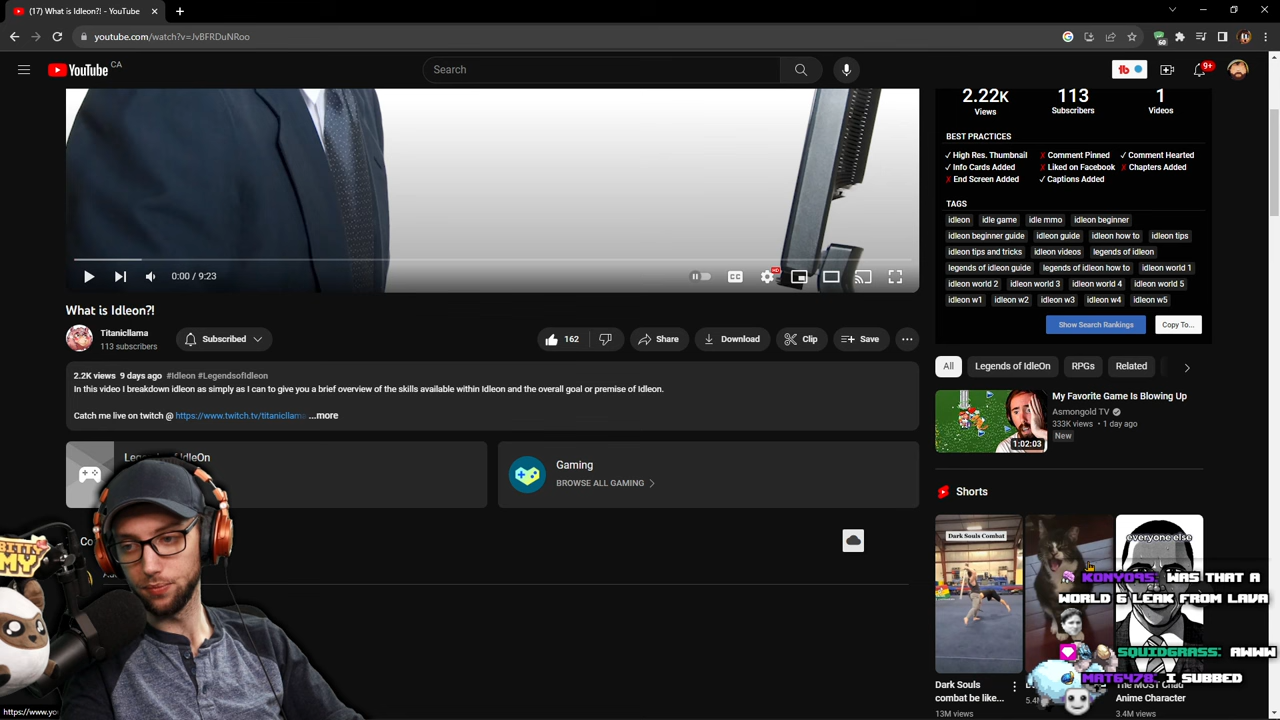 (17) What is Idleon?! - YouTube
youtube.com/watch?v=JvBFRDuNRoo
60
YouTube CA
Search
9+
2.22K
Views
113
Subscribers
1
Videos
BEST PRACTICES
✓ High Res. Thumbnail
✗ Comment Pinned
✓ Comment Hearted
✓ Info Cards Added
✗ Liked on Facebook
✗ Chapters Added
✗ End Screen Added
✓ Captions Added
TAGS
idleon idle game idle mmo idleon beginner
idleon beginner guide idleon guide idleon how to idleon tips
idleon tips and tricks idleon videos legends of idleon
legends of idleon guide legends of idleon how to idleon world 1
idleon world 2 idleon world 3 idleon world 4 idleon world 5
idleon w1 idleon w2 idleon w3 idleon w4 idleon w5
Show Search Rankings Copy To...
0:00 / 9:23
HD
What is Idleon?!
Titanicllama
113 subscribers
Subscribed
162
Share
Download
Clip
Save
2.2K views 9 days ago #Idleon #LegendsofIdleon
In this video I breakdown idleon as simply as I can to give you a brief overview of the skills available within Idleon and the overall goal or premise of Idleon.
Catch me live on twitch @ https://www.twitch.tv/titanicllama ...more
Legends of IdleOn
Gaming
BROWSE ALL GAMING
All Legends of IdleOn RPGs Related
My Favorite Game Is Blowing Up
Asmongold TV
333K views • 1 day ago
New
1:02:03
Shorts
Dark Souls Combat
everyone else
KONYO95: WAS THAT A
WORLD 6 LEAK FROM LAVA
SQUIDGRASS: AWWW
MAT6478: I SUBBED
Dark Souls
combat be like...
13M views
The MOST Chad
Anime Character
3.4M views
BITTY
MY
https://www.yo